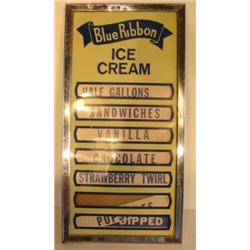 Blue Ribbon
ICE
CREAM
HALF GALLONS
SANDWICHES
VANILLA
CHOCOLATE
STRAWBERRY TWIRL